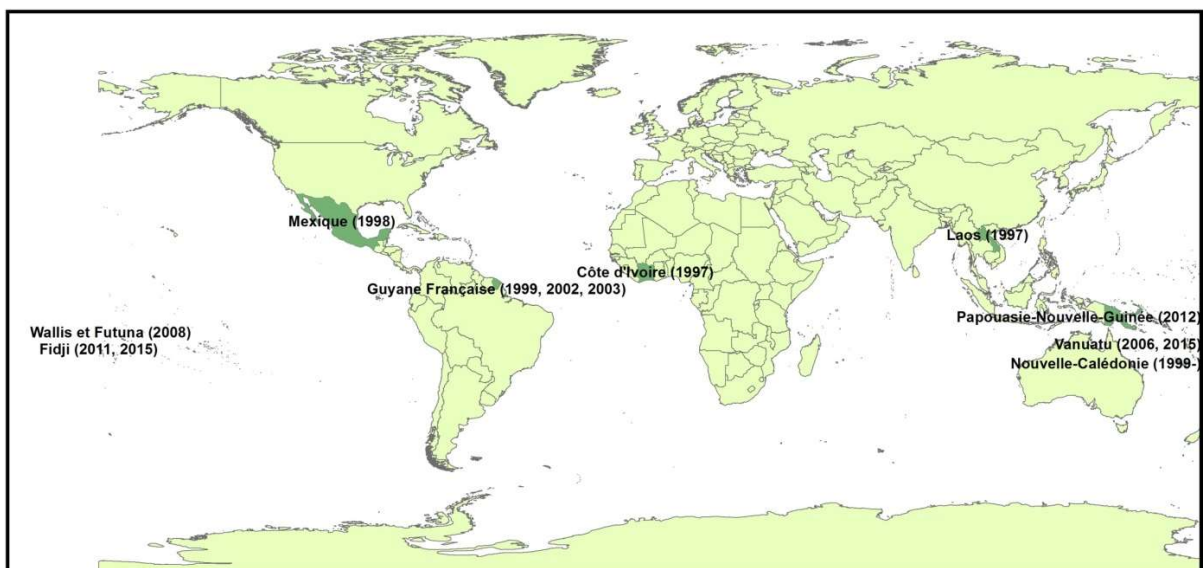 Mexique (1998)
Laos (1997)
Côte d'Ivoire (1997)
Guyane Française (1999, 2002, 2003)
Papouasie-Nouvelle-Guinée (2012)
Wallis et Futuna (2008)
Vanuatu (2006, 2015)
Fidji (2011, 2015)
Nouvelle-Calédonie (1999-)